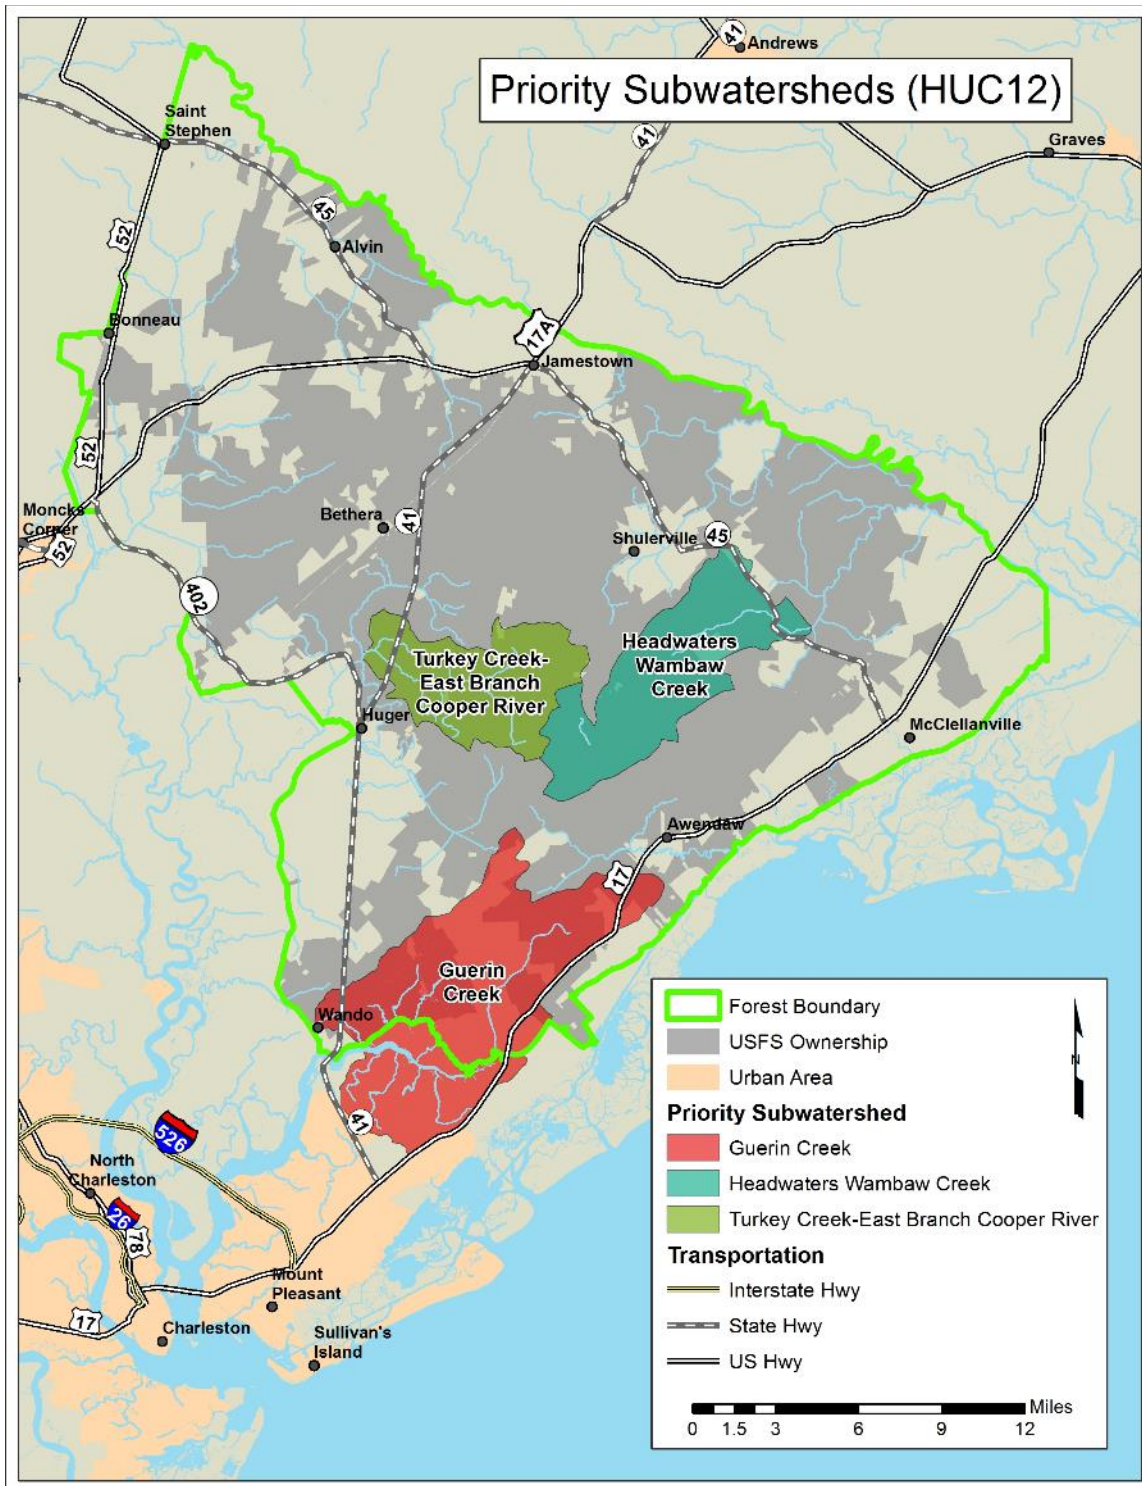 41
Andrews
Priority Subwatersheds (HUC12)
Saint
Stephen
41
Graves
45
52
Alvin
Bonneau
17A
Jamestown
52
Moncks
Corner
52
Bethera
41
Shulerville
45
402
Headwaters
Wambaw
Creek
Turkey Creek-
East Branch
Cooper River
Huger
McClellanville
Awendaw
17
Guerin
Creek
Wando
41
526
North
Charleston
26
78
Mount
Pleasant
17
Charleston
Sullivan's
Island
Forest Boundary
USFS Ownership
Urban Area
N
Priority Subwatershed
Guerin Creek
Headwaters Wambaw Creek
Turkey Creek-East Branch Cooper River
Transportation
Interstate Hwy
State Hwy
US Hwy
Miles
0 1.5 3 6 9 12